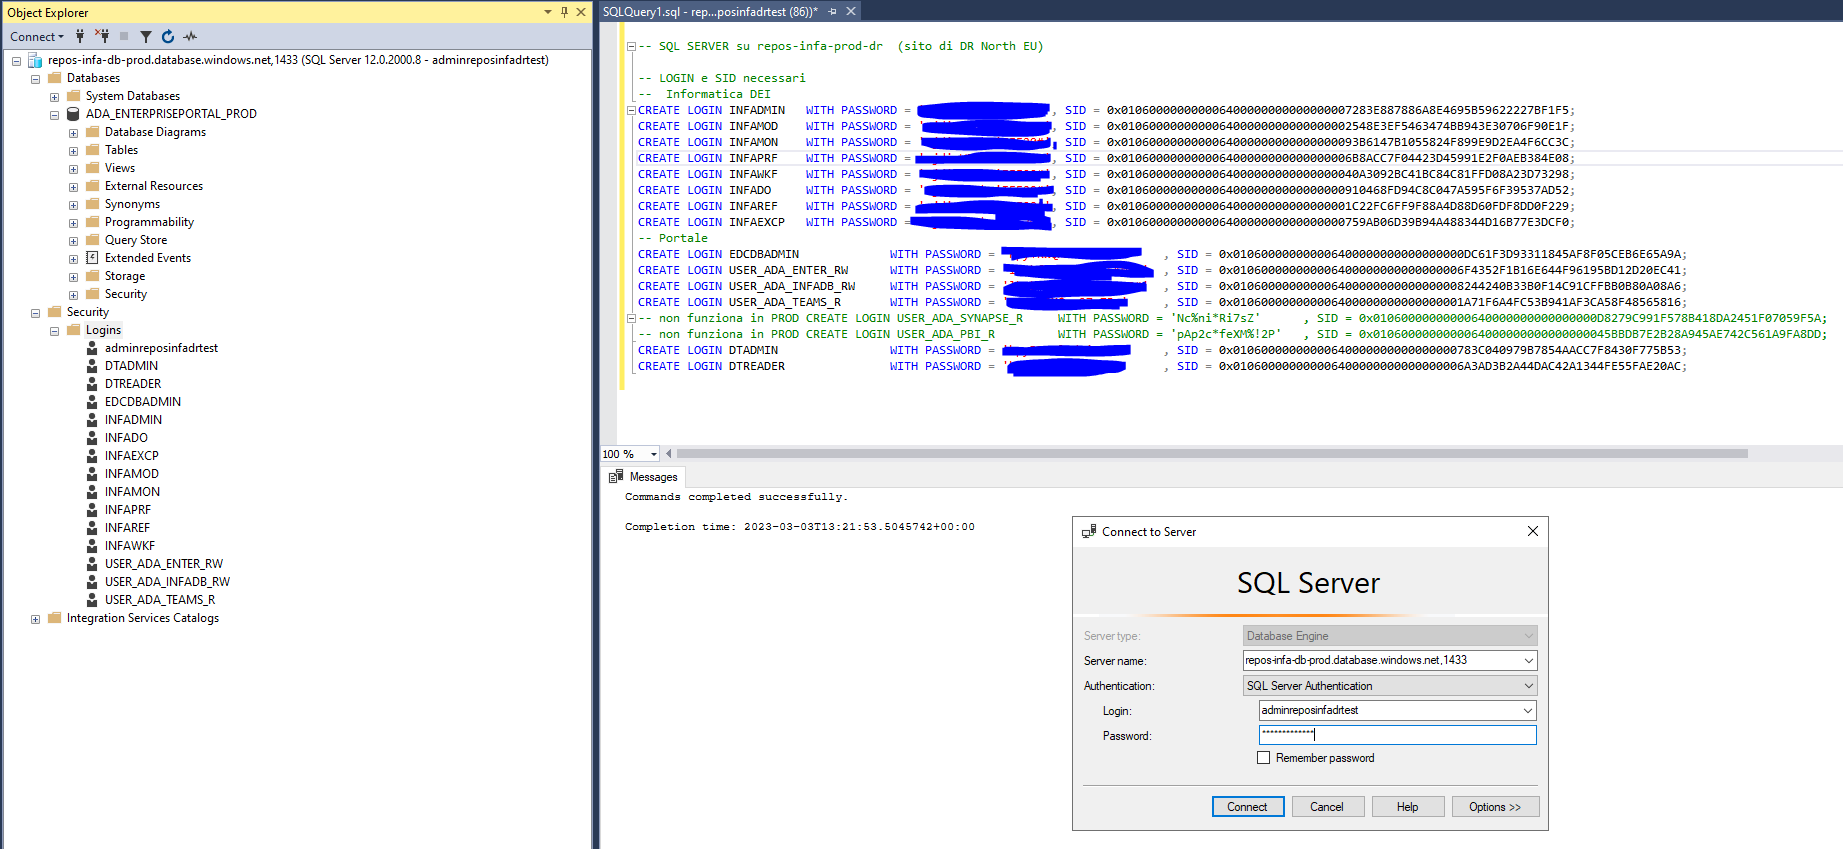 Object Explorer
Connect
repos-infa-db-prod.database.windows.net,1433 (SQL Server 12.0.2000.8 - adminreposinfadrtest)
Databases
System Databases
ADA_ENTERPRISEPORTAL_PROD
Database Diagrams
Tables
Views
External Resources
Synonyms
Programmability
Query Store
Extended Events
Storage
Security
Security
Logins
adminreposinfadrtest
DTADMIN
DTREADER
EDCDBADMIN
INFADMIN
INFADO
INFAEXCP
INFAMOD
INFAMON
INFAPRF
INFAREF
INFAWKF
USER_ADA_ENTER_RW
USER_ADA_INFADB_RW
USER_ADA_TEAMS_R
Integration Services Catalogs
SQLQuery1.sql - rep...posinfadrtest (86))*
-- SQL SERVER su repos-infa-prod-dr (sito di DR North EU)
-- LOGIN e SID necessari
-- Informatica DEI
CREATE LOGIN INFADMIN WITH PASSWORD = , SID = 0x010600000000006400000000000000007283E887886A8E4695B59622227BF1F5;
CREATE LOGIN INFAMOD WITH PASSWORD = ' , SID = 0x010600000000006400000000000000002548E3EF5463474BB943E30706F90E1F;
CREATE LOGIN INFAMON WITH PASSWORD = , SID = 0x0106000000000064000000000000000093B6147B1055824F899E9D2EA4F6CC3C;
CREATE LOGIN INFAPRF WITH PASSWORD = , SID = 0x010600000000006400000000000000006B8ACC7F04423D45991E2F0AEB384E08;
CREATE LOGIN INFAWKF WITH PASSWORD = , SID = 0x0106000000000064000000000000000040A3092BC41BC84C81FFD08A23D73298;
CREATE LOGIN INFADO WITH PASSWORD = ' , SID = 0x01060000000000640000000000000000910468FD94C8C047A595F6F39537AD52;
CREATE LOGIN INFAREF WITH PASSWORD = , SID = 0x010600000000006400000000000000001C22FC6FF9F88A4D88D60FDF8DD0F229;
CREATE LOGIN INFAEXCP WITH PASSWORD = , SID = 0x01060000000000640000000000000000759AB06D39B94A488344D16B77E3DCF0;
-- Portale
CREATE LOGIN EDCDBADMIN WITH PASSWORD = , SID = 0x01060000000000640000000000000000DC61F3D93311845AF8F05CEB6E65A9A;
CREATE LOGIN USER_ADA_ENTER_RW WITH PASSWORD = , SID = 0x010600000000006400000000000000006F4352F1B16E644F96195BD12D20EC41;
CREATE LOGIN USER_ADA_INFADB_RW WITH PASSWORD = , SID = 0x010600000000006400000000000000008244240B33B0F14C91CFFBB0B80A08A6;
CREATE LOGIN USER_ADA_TEAMS_R WITH PASSWORD = , SID = 0x010600000000006400000000000000001A71F6A4FC53B941AF3CA58F48565816;
-- non funziona in PROD CREATE LOGIN USER_ADA_SYNAPSE_R WITH PASSWORD = 'Nc%ni*Ri7sZ' , SID = 0x01060000000000640000000000000000D8279C991F578B418DA2451F07059F5A;
-- non funziona in PROD CREATE LOGIN USER_ADA_PBI_R WITH PASSWORD = 'pAp2c*feXM%!2P' , SID = 0x0106000000000064000000000000000045BBDB7E2B28A945AE742C561A9FA8DD;
CREATE LOGIN DTADMIN WITH PASSWORD = , SID = 0x01060000000000640000000000000000783C040979B7854AACC7F8430F775B53;
CREATE LOGIN DTREADER WITH PASSWORD = , SID = 0x010600000000006400000000000000006A3AD3B2A44DAC42A1344FE55FAE20AC;
100 %
Messages
Commands completed successfully.
Completion time: 2023-03-03T13:21:53.5045742+00:00
Connect to Server
SQL Server
Server type: Database Engine
Server name: repos-infa-db-prod.database.windows.net,1433
Authentication: SQL Server Authentication
Login: adminreposinfadrtest
Password: *************
Remember password
Connect Cancel Help Options >>